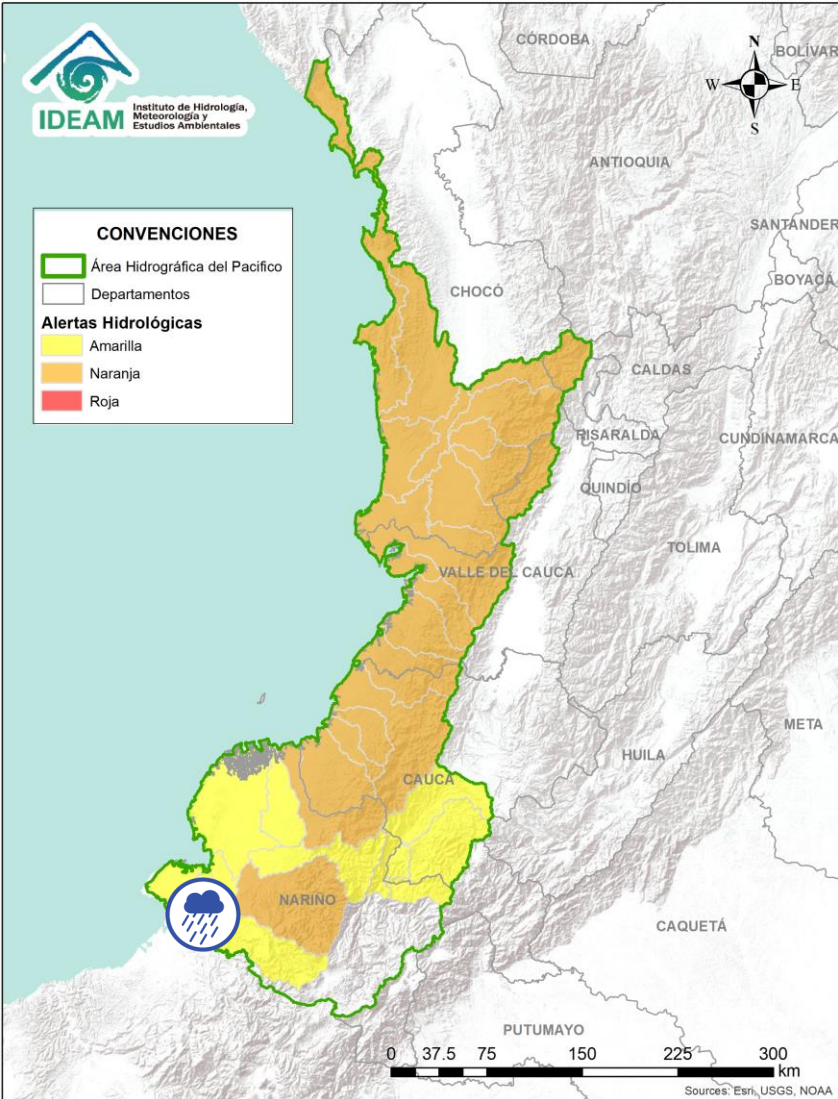 IDEAM
Instituto de Hidrología,
Meteorología y
Estudios Ambientales
N
W
E
S
CÓRDOBA
BOLÍVAR
ANTIOQUIA
SANTANDER
BOYACÁ
CHOCÓ
CONVENCIONES
Área Hidrográfica del Pacifico
Departamentos
Alertas Hidrológicas
Amarilla
Naranja
Roja
CALDAS
RISARALDA
CUNDINAMARCA
QUINDÍO
TOLIMA
VALLE DEL CAUCA
META
HUILA
CAUCA
NARIÑO
CAQUETÁ
PUTUMAYO
0 37.5 75 150 225 300
km
Sources: Esri, USGS, NOAA